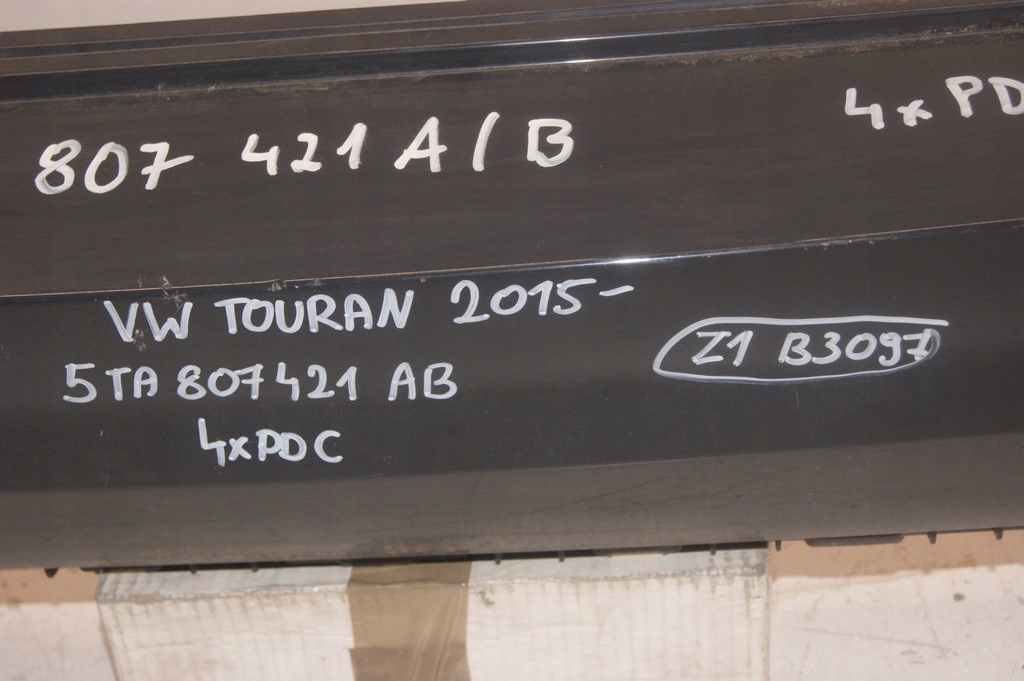 807 421 A/B
4x PD
VW TOURAN 2015-
Z1 B3097
5TA 807421 AB
4xPDC